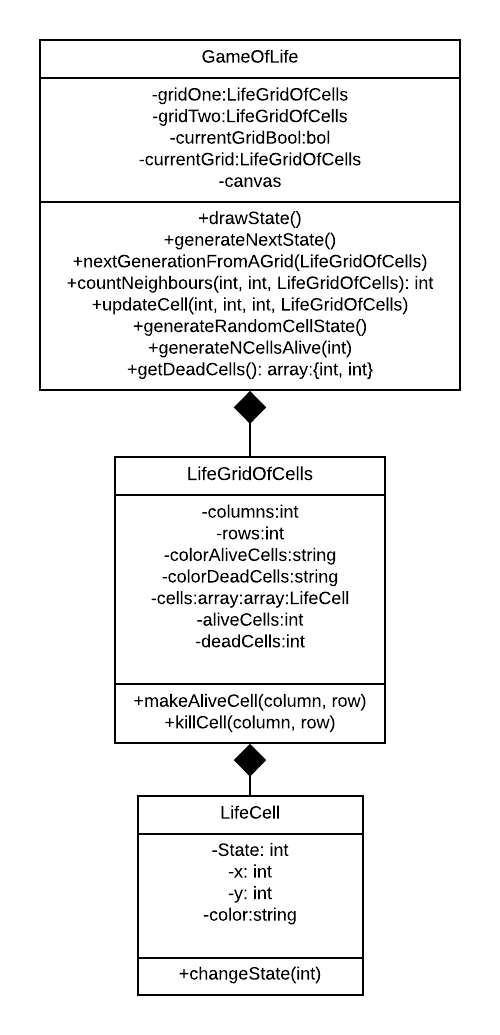 GameOfLife
-gridOne:LifeGridOfCells
-gridTwo:LifeGridOfCells
-currentGridBool:bol
-currentGrid:LifeGridOfCells
-canvas
+drawState()
+generateNextState()
+nextGenerationFromAGrid(LifeGridOfCells)
+countNeighbours(int, int, LifeGridOfCells): int
+updateCell(int, int, int, LifeGridOfCells)
+generateRandomCellState()
+generateNCellsAlive(int)
+getDeadCells(): array:{int, int}
LifeGridOfCells
-columns:int
-rows:int
-colorAliveCells:string
-colorDeadCells:string
-cells:array:array:LifeCell
-aliveCells:int
-deadCells:int
+makeAliveCell(column, row)
+killCell(column, row)
LifeCell
-State: int
-x: int
-y: int
-color:string
+changeState(int)